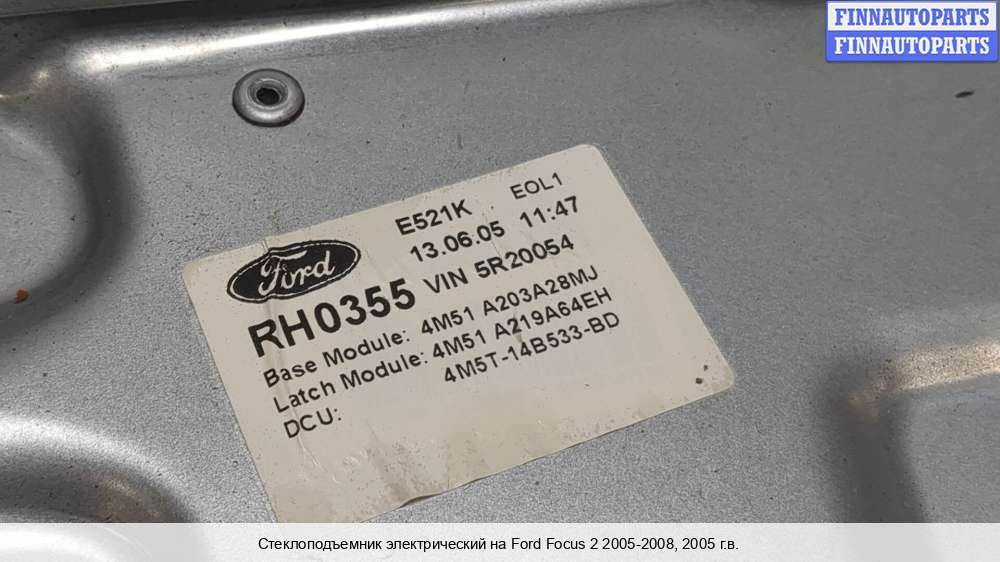 FINNAUTOPARTS
FINNAUTOPARTS
E521K EOL1
13.06.05 11:47
Ford
RH0355 VIN 5R20054
Base Module: 4M51 A203A28MJ
Latch Module: 4M51 A219A64EH
DCU: 4M5T-14B533-BD
Стеклоподъемник электрический на Ford Focus 2 2005-2008, 2005 г.в.